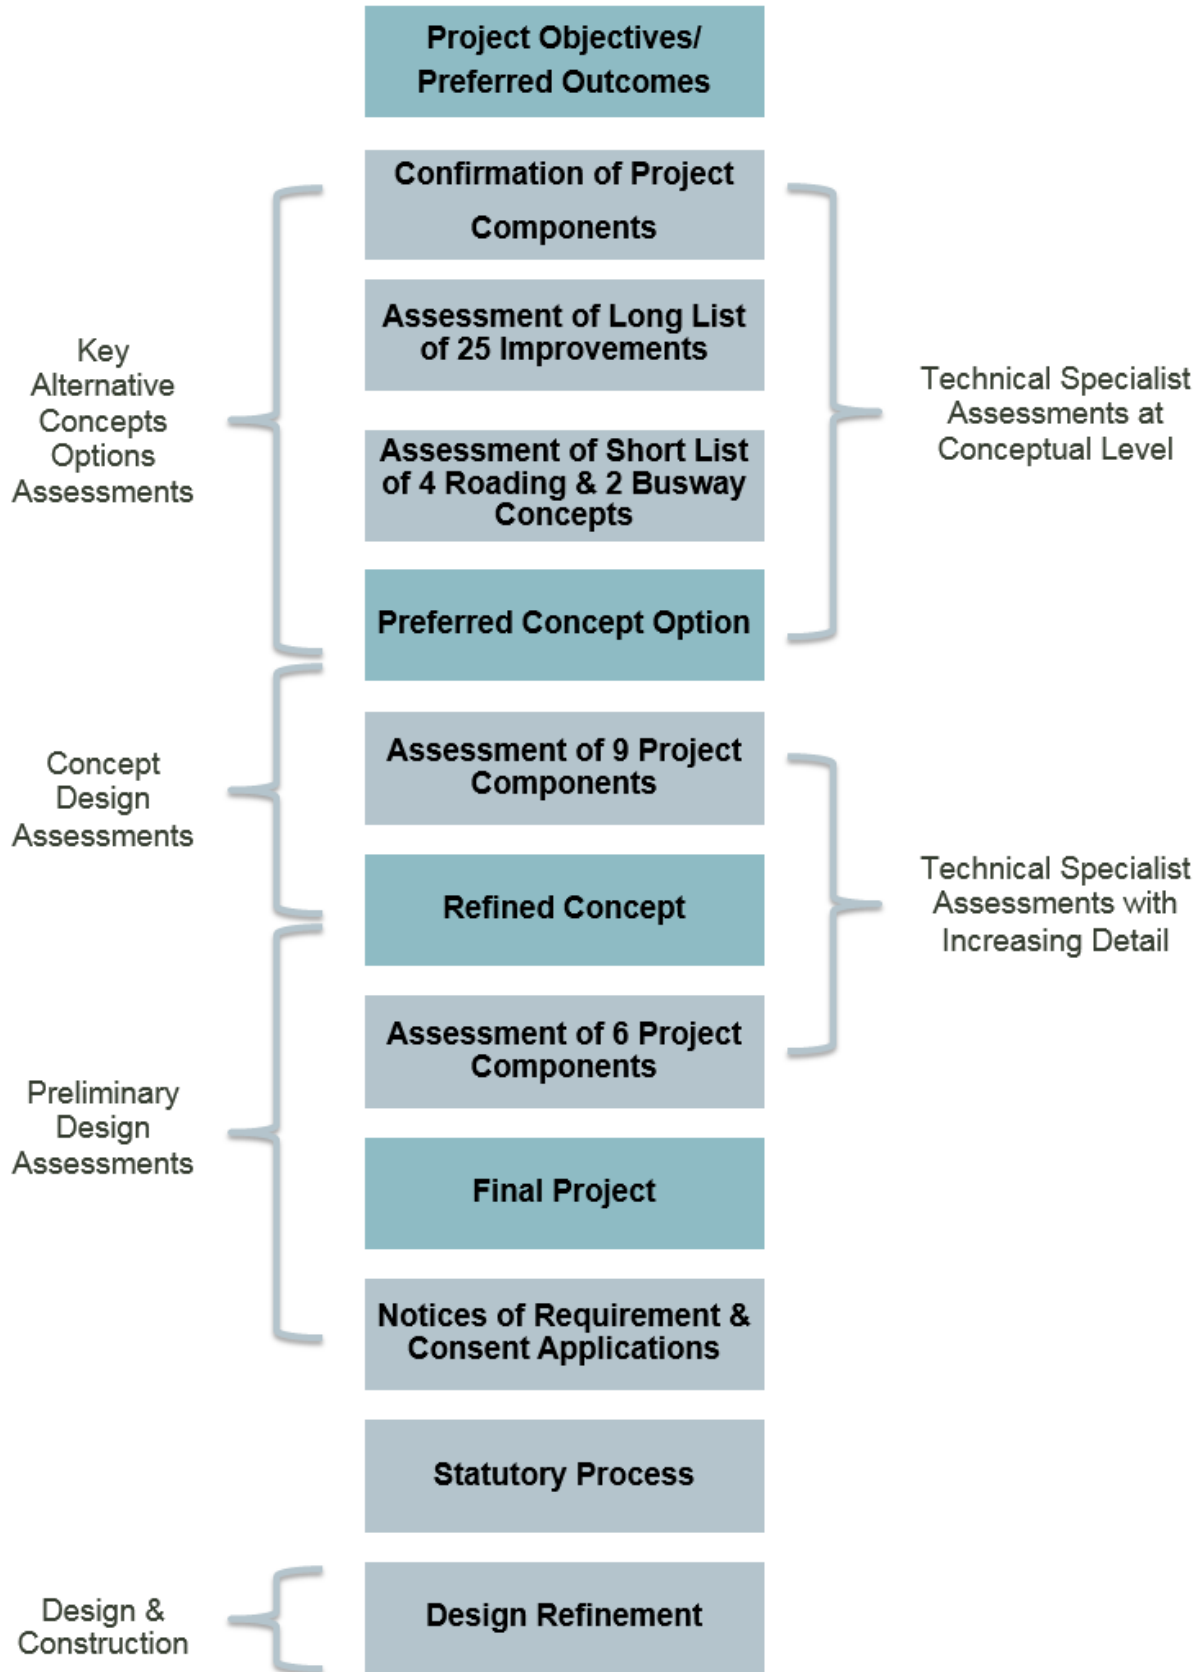 Project Objectives/
Preferred Outcomes
Confirmation of Project
Components
Assessment of Long List
of 25 Improvements
Key
Alternative
Concepts
Options
Assessments
Technical Specialist
Assessments at
Conceptual Level
Assessment of Short List
of 4 Roading & 2 Busway
Concepts
Preferred Concept Option
Assessment of 9 Project
Components
Concept
Design
Assessments
Refined Concept
Technical Specialist
Assessments with
Increasing Detail
Assessment of 6 Project
Components
Preliminary
Design
Assessments
Final Project
Notices of Requirement &
Consent Applications
Statutory Process
Design &
Construction
Design Refinement